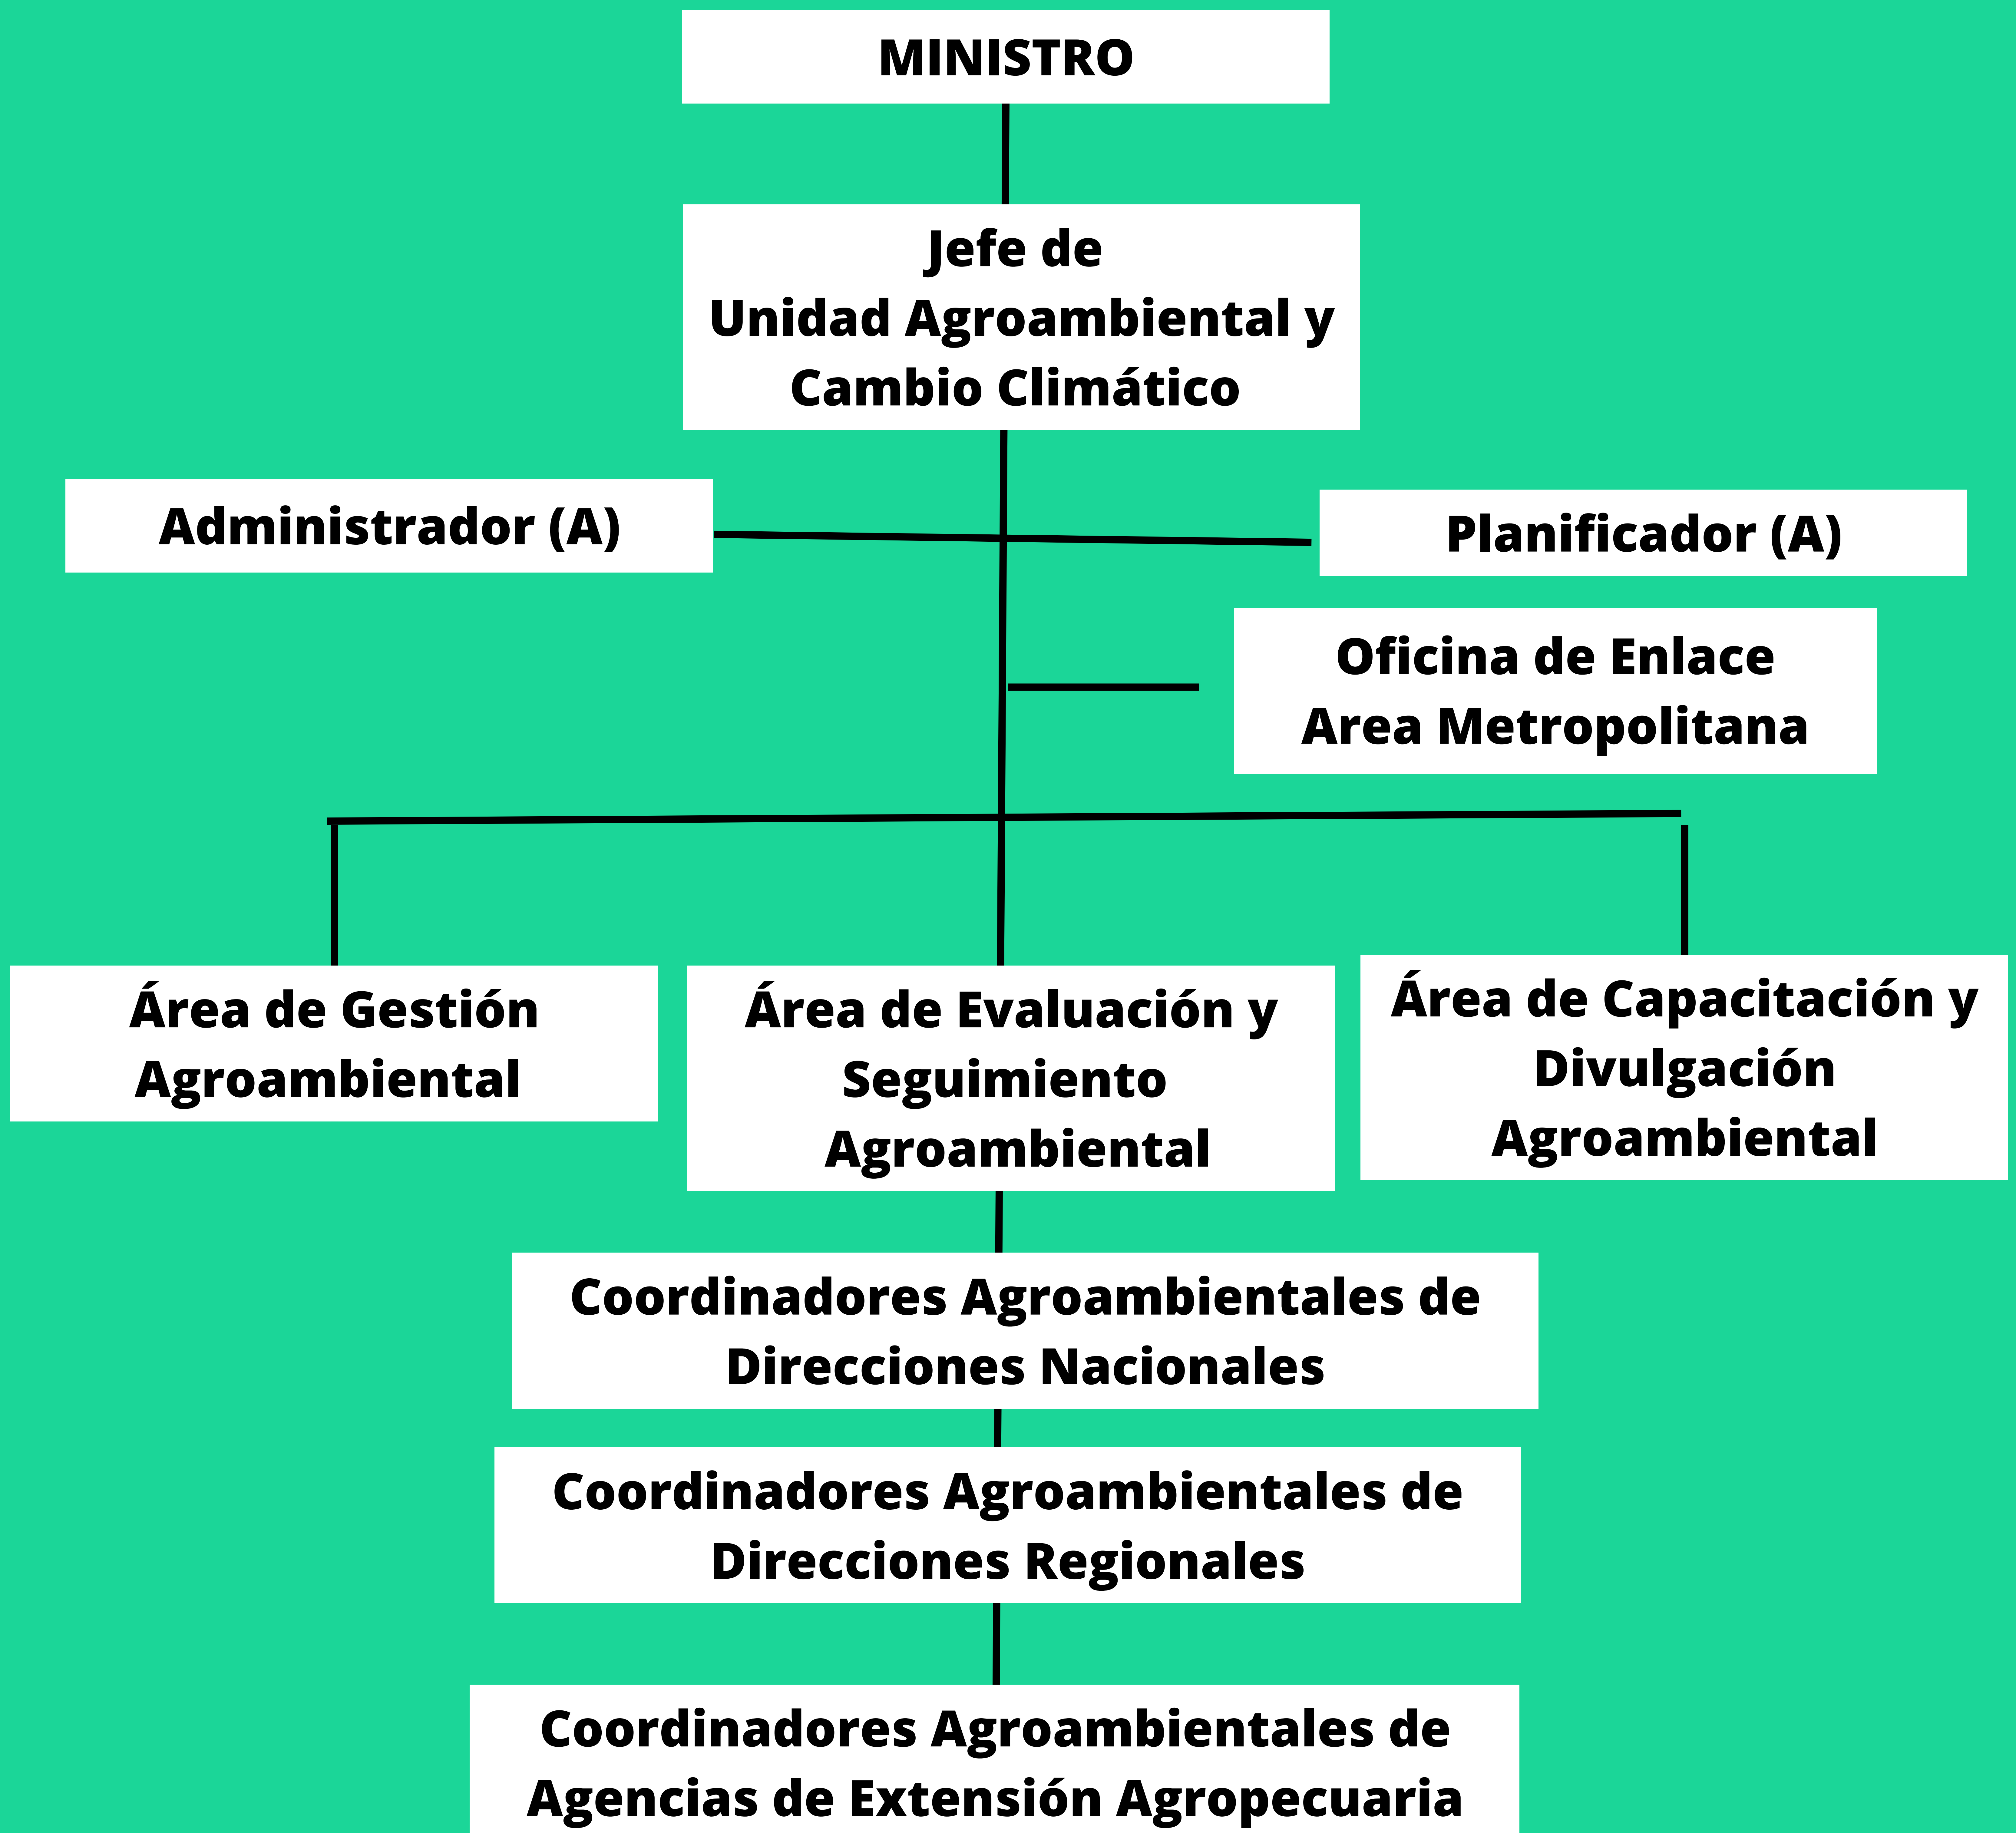 MINISTRO
Jefe de
Unidad Agroambiental y
Cambio Climático
Administrador (A)
Planificador (A)
Oficina de Enlace
Area Metropolitana
Área de Gestión
Agroambiental
Área de Evaluación y
Seguimiento
Agroambiental
Área de Capacitación y
Divulgación
Agroambiental
Coordinadores Agroambientales de
Direcciones Nacionales
Coordinadores Agroambientales de
Direcciones Regionales
Coordinadores Agroambientales de
Agencias de Extensión Agropecuaria